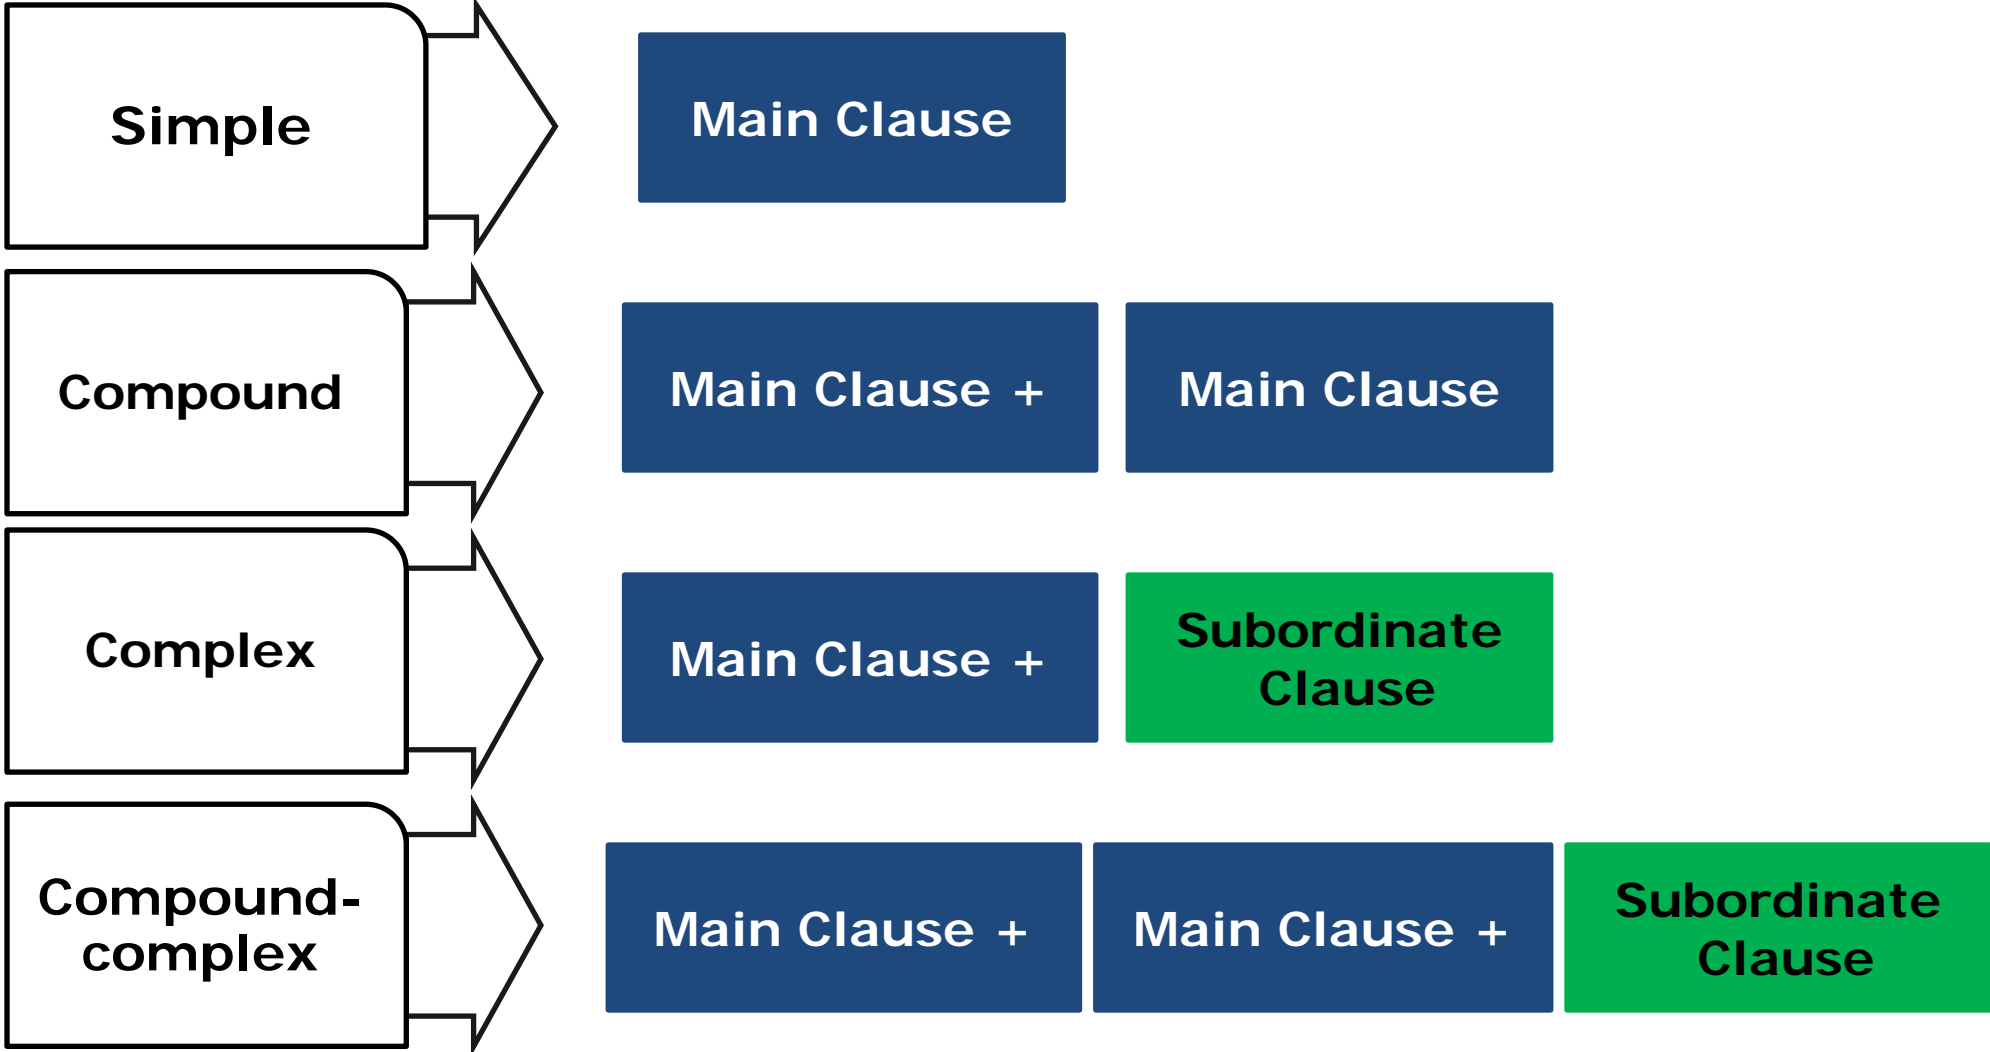 Simple
Main Clause
Compound
Main Clause +
Main Clause
Complex
Main Clause +
Subordinate
Clause
Compound-
complex
Main Clause +
Main Clause +
Subordinate
Clause